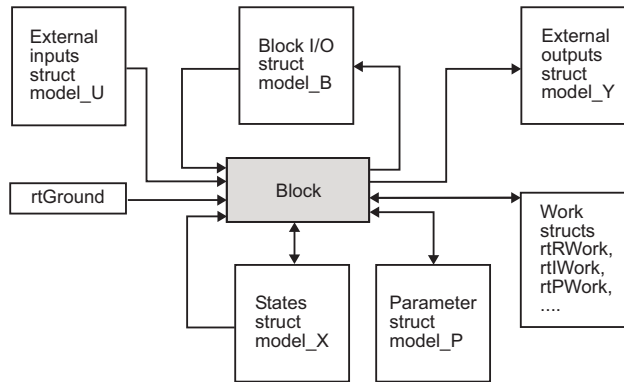 External
inputs
struct
model_U
Block I/O
struct
model_B
External
outputs
struct
model_Y
Block
rtGround
Work
structs
rtRWork,
rtIWork,
rtPWork,
....
States
struct
model_X
Parameter
struct
model_P